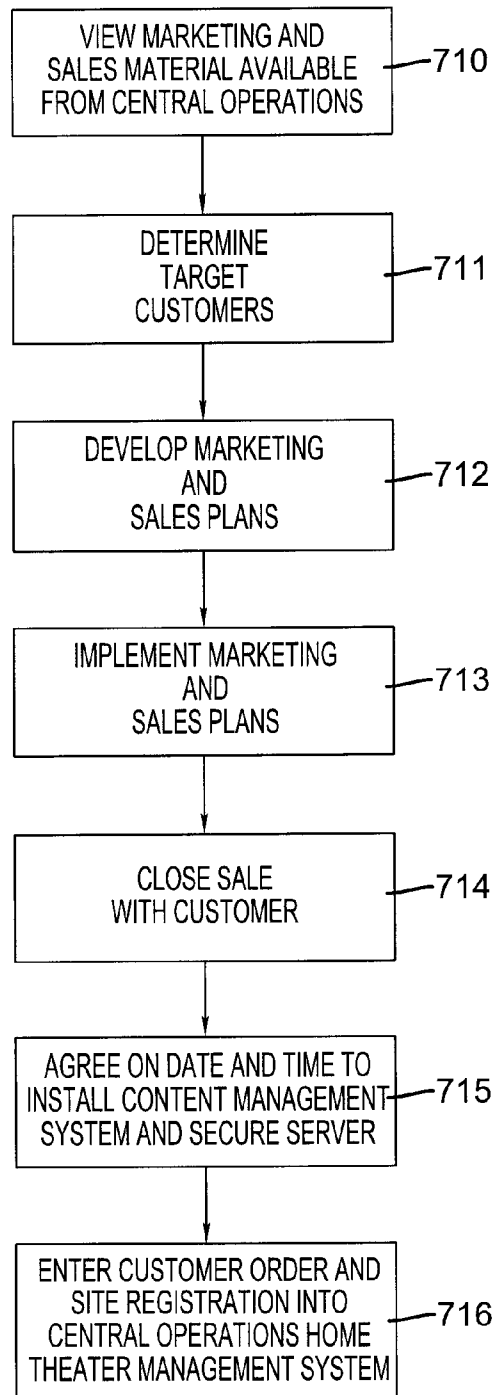 VIEW MARKETING AND
SALES MATERIAL AVAILABLE
FROM CENTRAL OPERATIONS
710
DETERMINE
TARGET
CUSTOMERS
711
DEVELOP MARKETING
AND
SALES PLANS
712
IMPLEMENT MARKETING
AND
SALES PLANS
713
CLOSE SALE
WITH CUSTOMER
714
AGREE ON DATE AND TIME TO
INSTALL CONTENT MANAGEMENT
SYSTEM AND SECURE SERVER
715
ENTER CUSTOMER ORDER AND
SITE REGISTRATION INTO
CENTRAL OPERATIONS HOME
THEATER MANAGEMENT SYSTEM
716